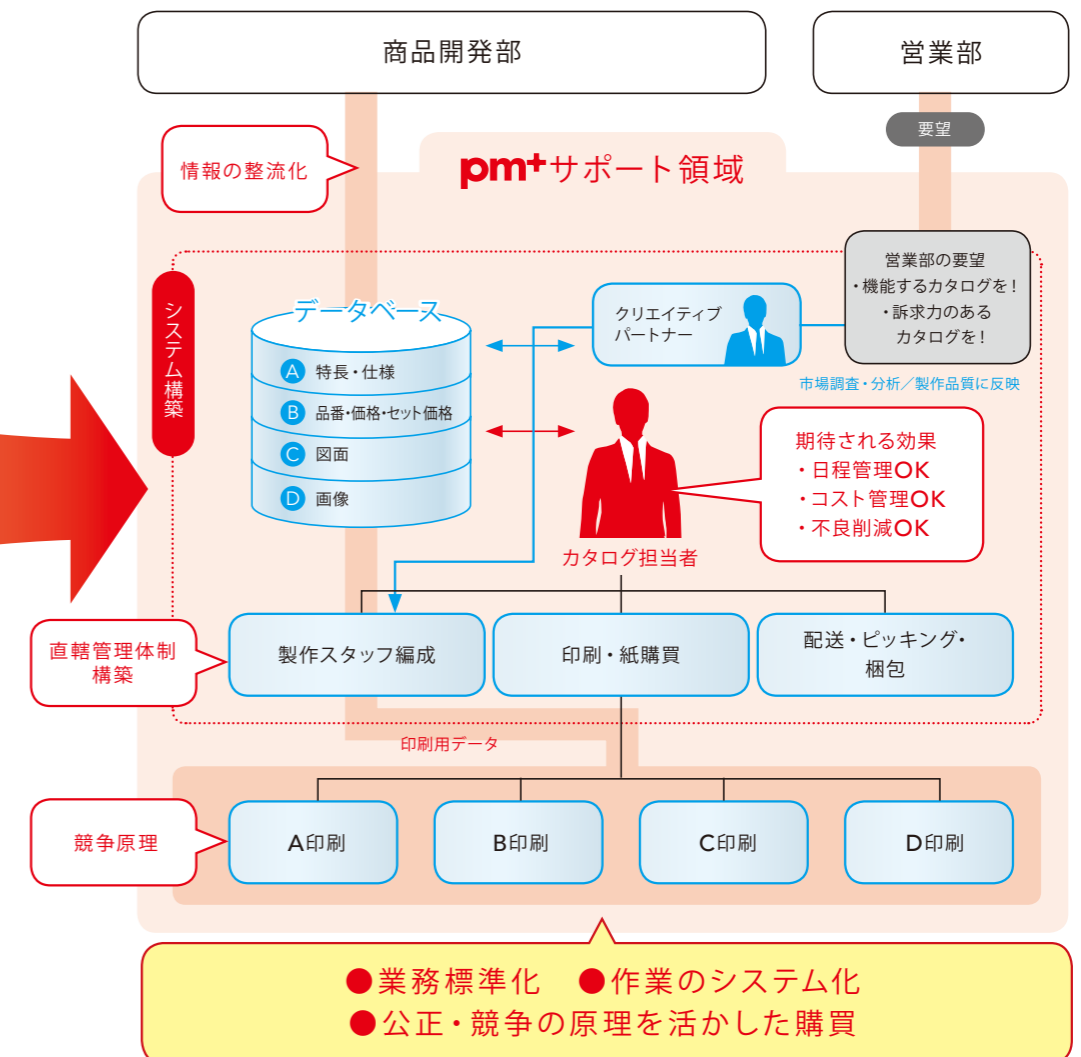 商品開発部
営業部
要望
情報の整流化
pm+サポート領域
営業部の要望
・機能するカタログを！
・訴求力のある
カタログを！
システム構築
データベース
クリエイティブ
パートナー
A 特長・仕様
B 品番・価格・セット価格
C 図面
D 画像
市場調査・分析／製作品質に反映
期待される効果
・日程管理OK
・コスト管理OK
・不良削減OK
カタログ担当者
直轄管理体制
構築
製作スタッフ編成
印刷・紙購買
配送・ピッキング・
梱包
印刷用データ
競争原理
A印刷
B印刷
C印刷
D印刷
●業務標準化　●作業のシステム化
●公正・競争の原理を活かした購買